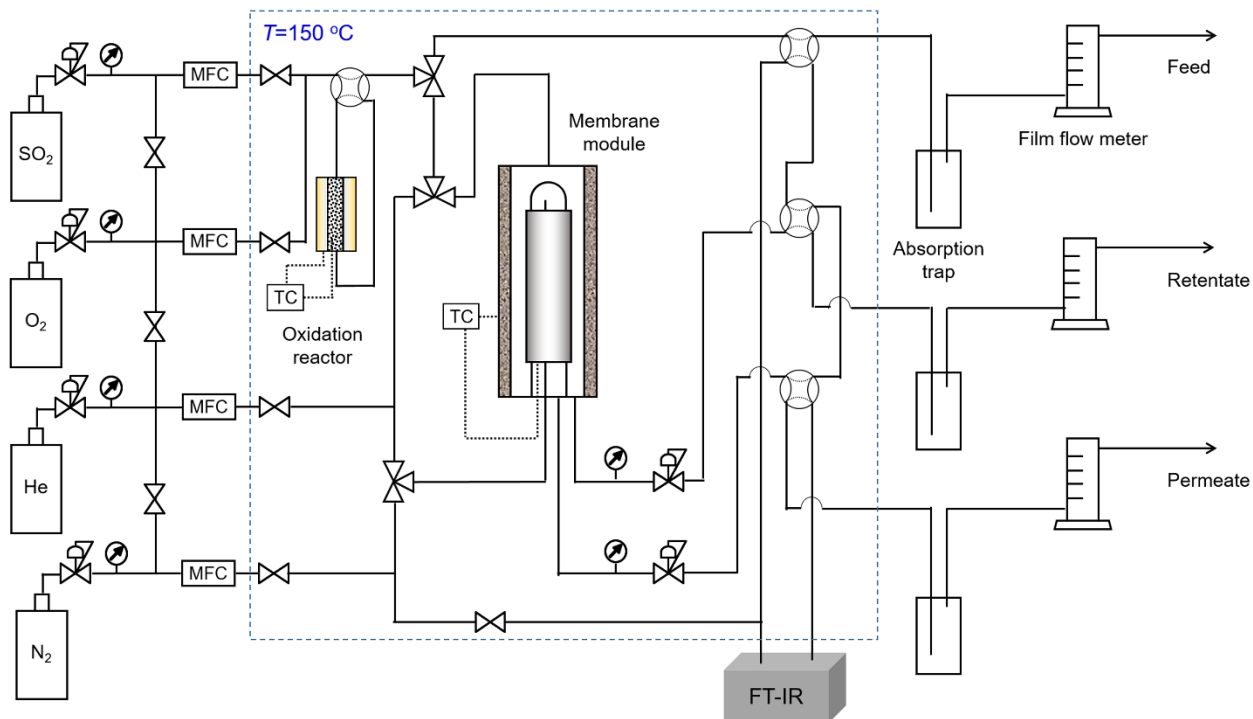 T=150 °C
SO₂
MFC
O₂
MFC
He
MFC
N₂
MFC
TC
Oxidation
reactor
Membrane
module
TC
FT-IR
Feed
Film flow meter
Absorption
trap
Retentate
Permeate